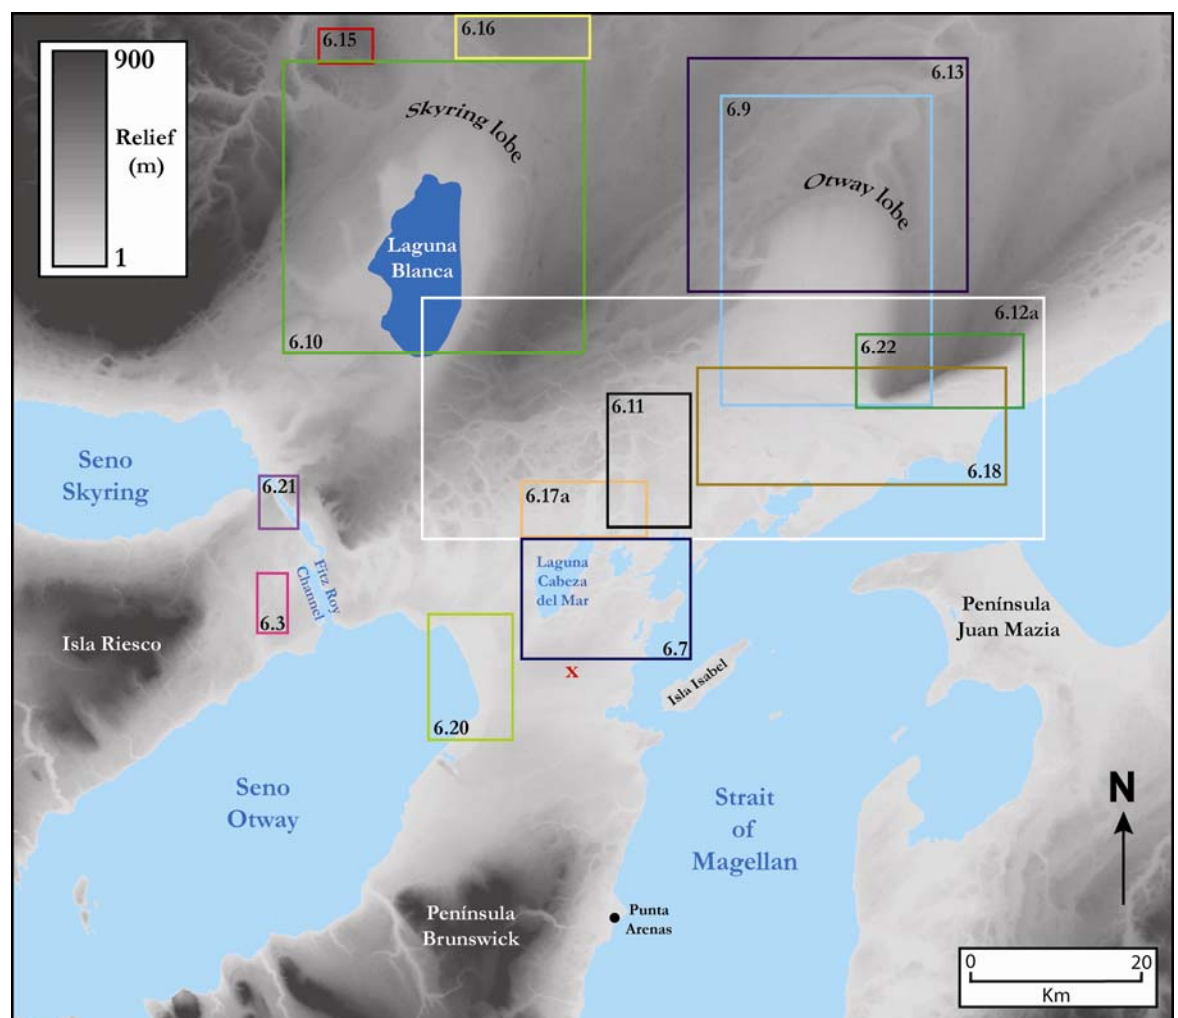 900
Relief
(m)
1
6.15
6.16
6.13
6.9
Skyring lobe
Otway lobe
Laguna
Blanca
6.10
6.12a
6.22
6.11
6.18
6.17a
6.21
Seno
Skyring
Laguna
Cabeza
del Mar
Fitz Roy
Channel
6.3
Isla Riesco
Península
Juan Mazia
6.7
x
Isla Isabel
6.20
Seno
Otway
Strait
of
Magellan
N
Península
Brunswick
Punta
Arenas
0 20
Km